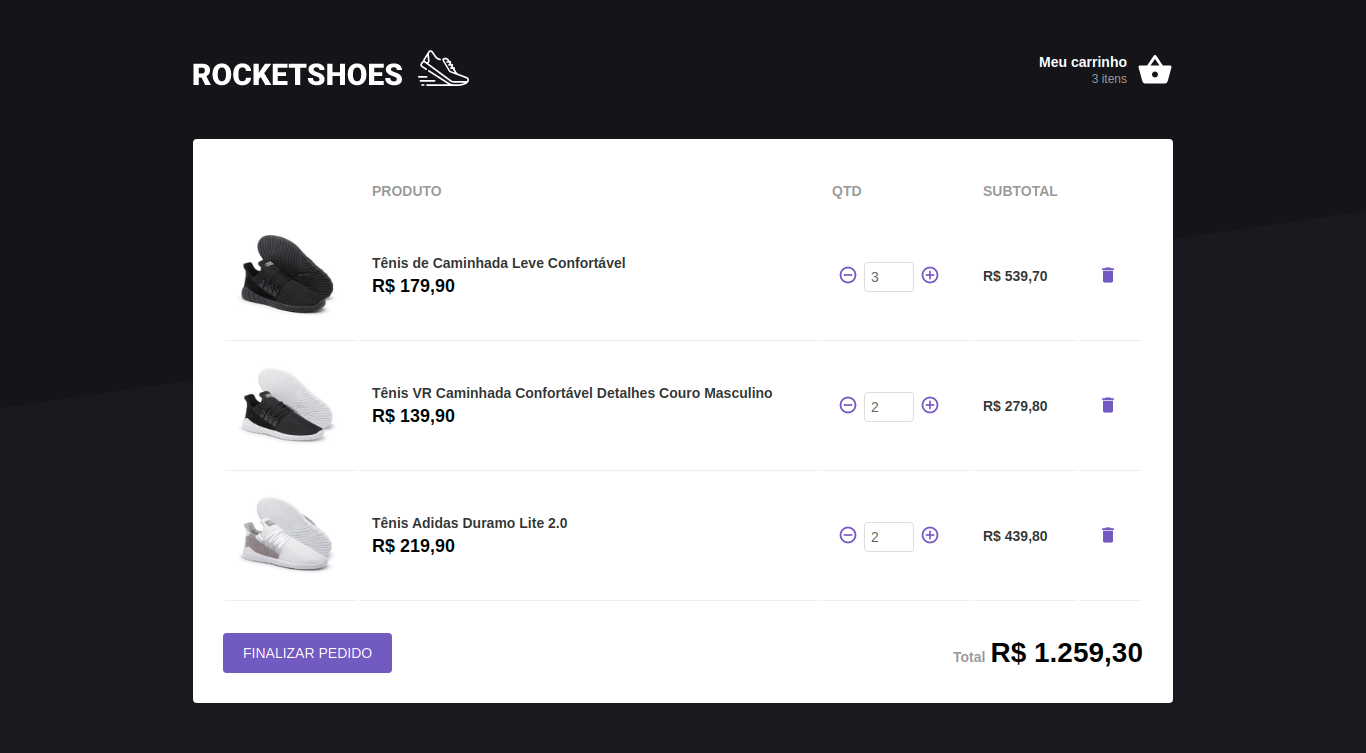 ROCKETSHOES
Meu carrinho
3 itens
PRODUTO QTD SUBTOTAL
Tênis de Caminhada Leve Confortável
R$ 179,90
3
R$ 539,70
Tênis VR Caminhada Confortável Detalhes Couro Masculino
R$ 139,90
2
R$ 279,80
Tênis Adidas Duramo Lite 2.0
R$ 219,90
2
R$ 439,80
FINALIZAR PEDIDO
Total R$ 1.259,30